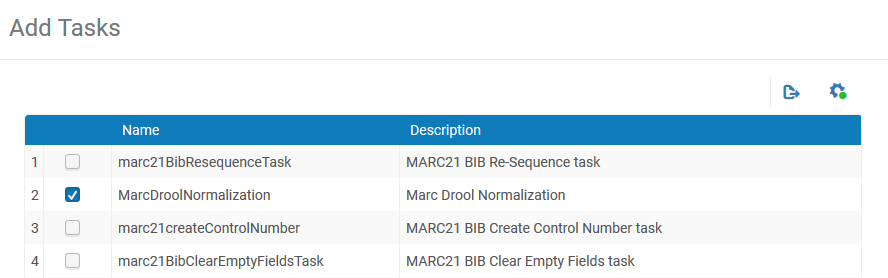 Add Tasks
Name Description
1 marc21BibResequenceTask MARC21 BIB Re-Sequence task
2 MarcDroolNormalization Marc Drool Normalization
3 marc21createControlNumber MARC21 BIB Create Control Number task
4 marc21BibClearEmptyFieldsTask MARC21 BIB Clear Empty Fields task